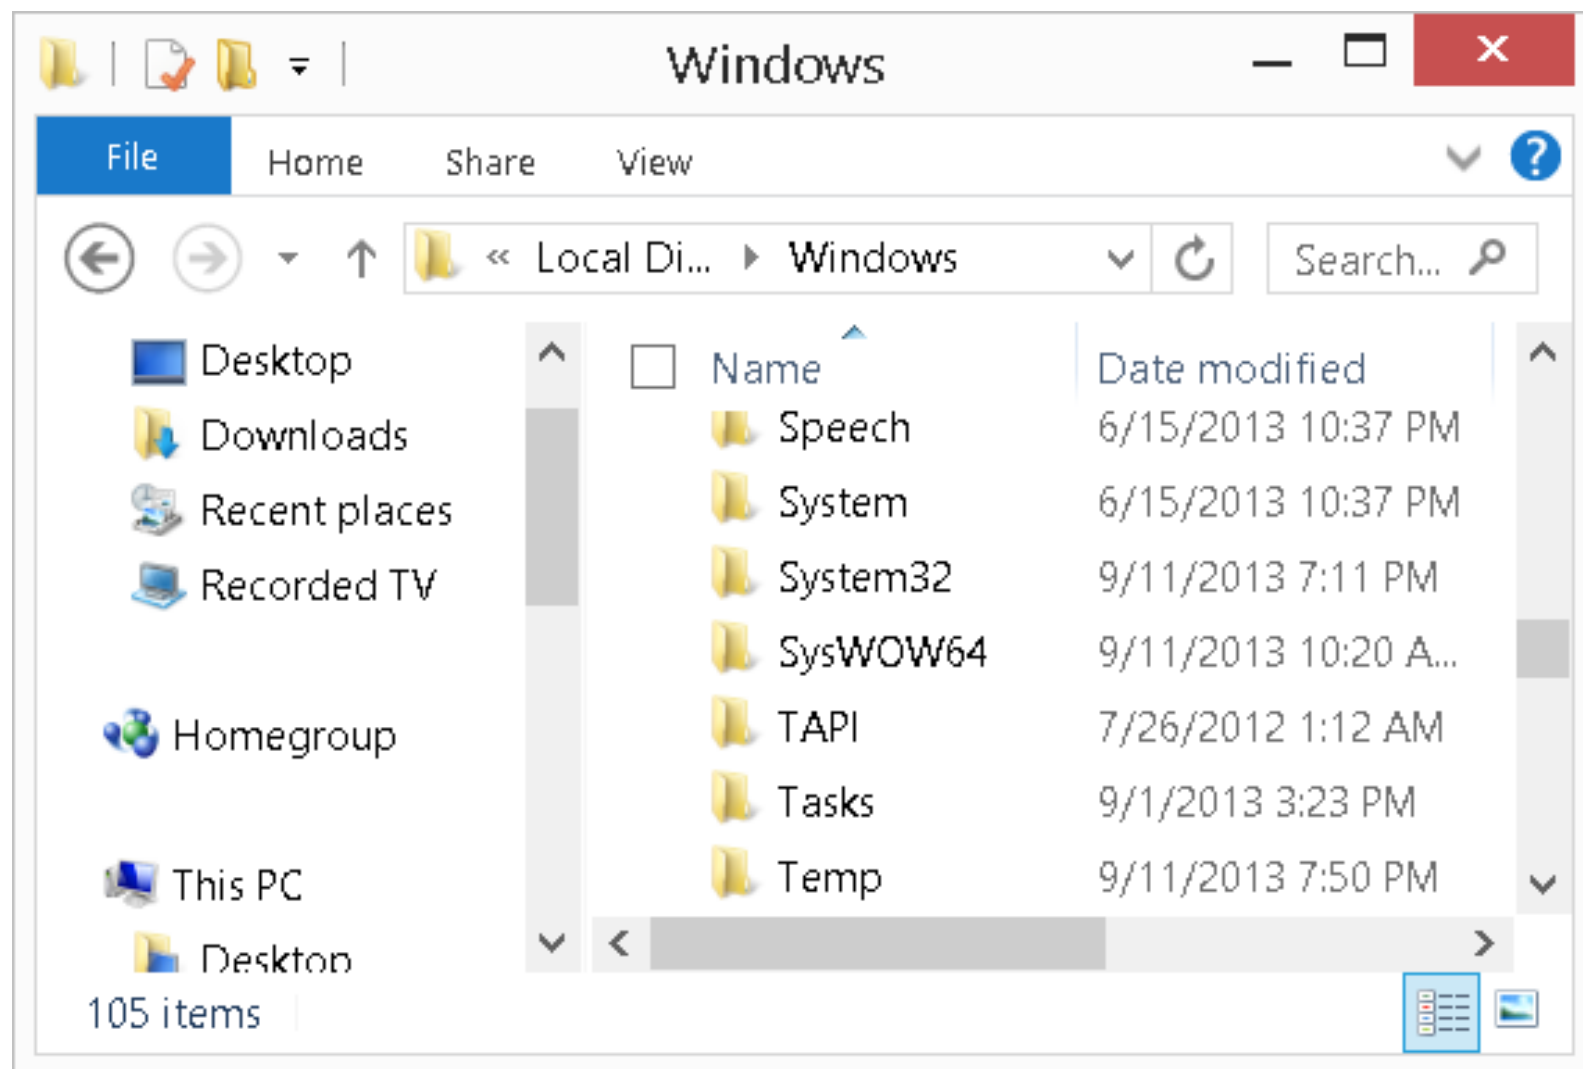 Windows
File Home Share View
« Local Di... Windows Search...
Desktop
Downloads
Recent places
Recorded TV
Homegroup
This PC
Desktop
Name Date modified
Speech 6/15/2013 10:37 PM
System 6/15/2013 10:37 PM
System32 9/11/2013 7:11 PM
SysWOW64 9/11/2013 10:20 A...
TAPI 7/26/2012 1:12 AM
Tasks 9/1/2013 3:23 PM
Temp 9/11/2013 7:50 PM
105 items